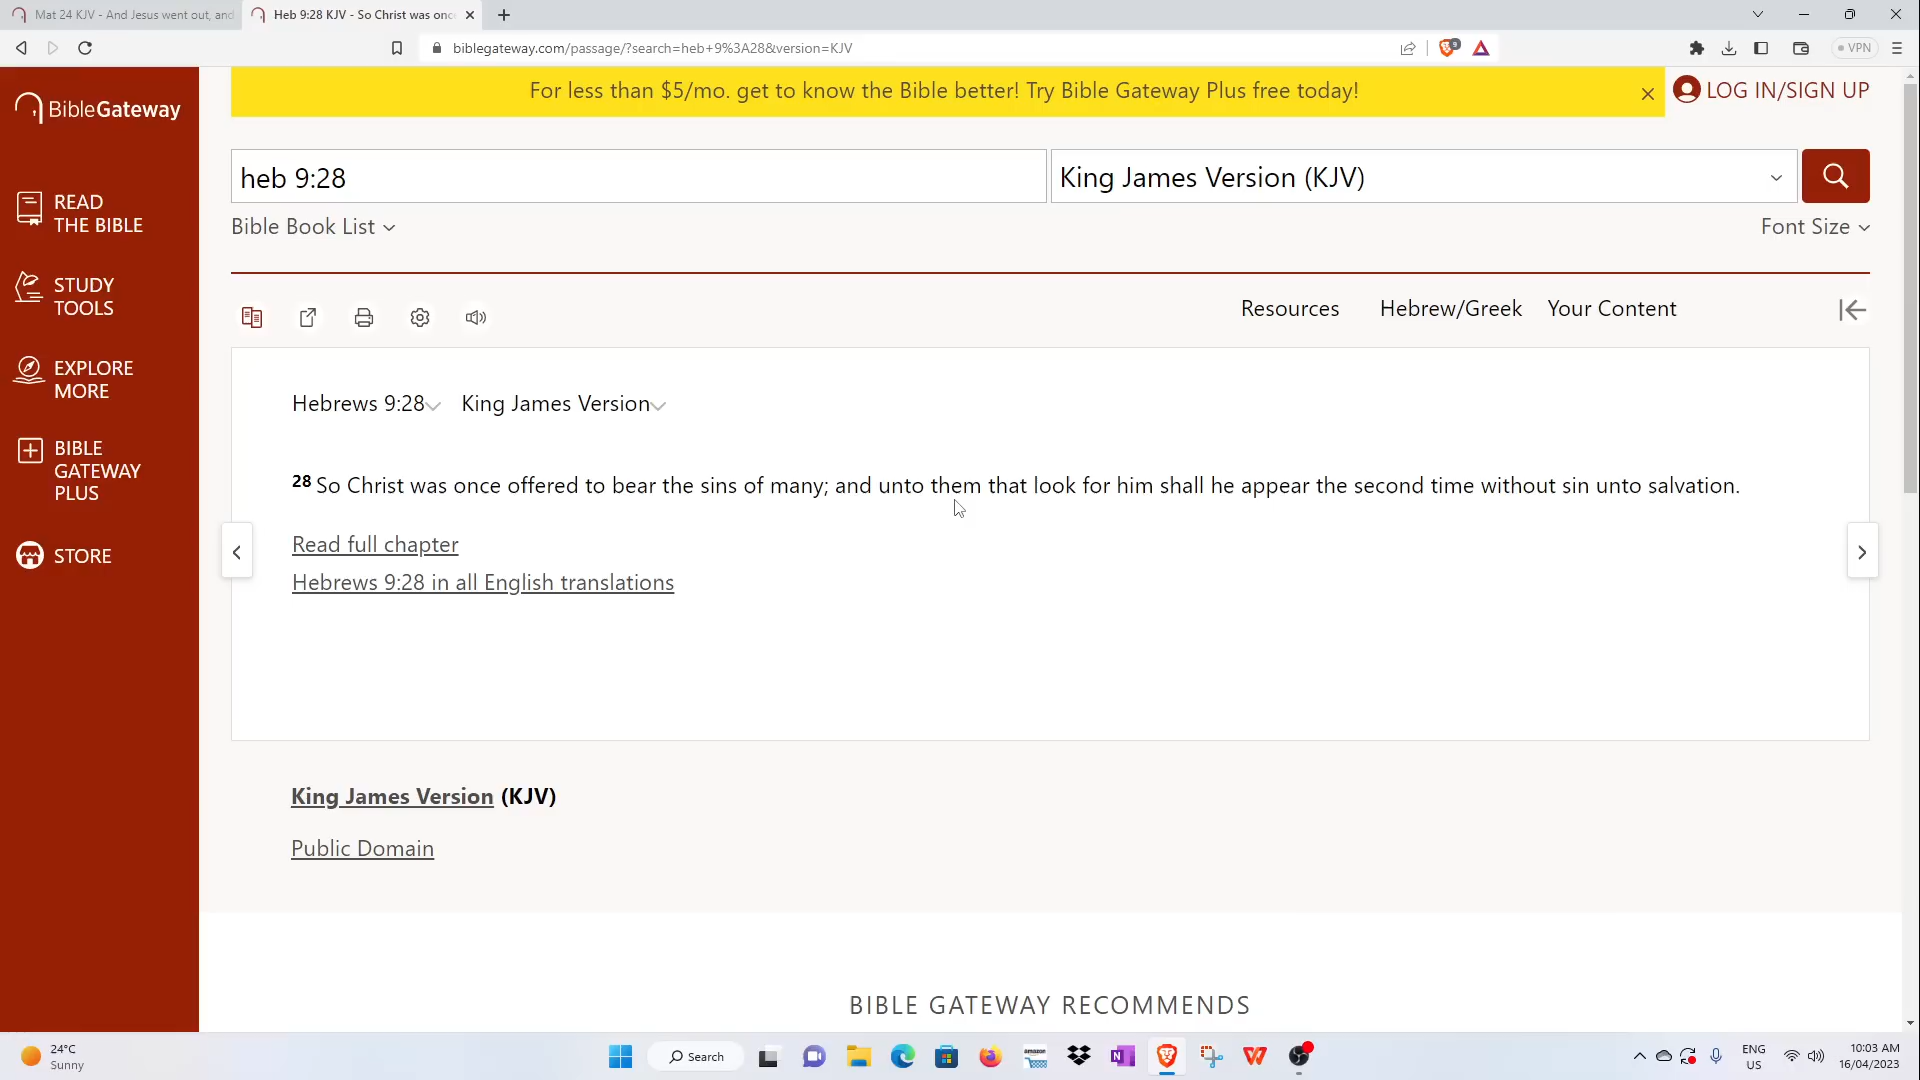 Mat 24 KJV - And Jesus went out, and
Heb 9:28 KJV - So Christ was once
biblegateway.com/passage/?search=heb+9%3A28&version=KJV
9
VPN
BibleGateway
For less than $5/mo. get to know the Bible better! Try Bible Gateway Plus free today!
LOG IN/SIGN UP
heb 9:28
King James Version (KJV)
Bible Book List
Font Size
READ
THE BIBLE
STUDY
TOOLS
EXPLORE
MORE
BIBLE
GATEWAY
PLUS
STORE
Resources
Hebrew/Greek
Your Content
Hebrews 9:28
King James Version
28 So Christ was once offered to bear the sins of many; and unto them that look for him shall he appear the second time without sin unto salvation.
Read full chapter
Hebrews 9:28 in all English translations
King James Version (KJV)
Public Domain
BIBLE GATEWAY RECOMMENDS
24°C
Sunny
Search
amazon
ENG
US
10:03 AM
16/04/2023